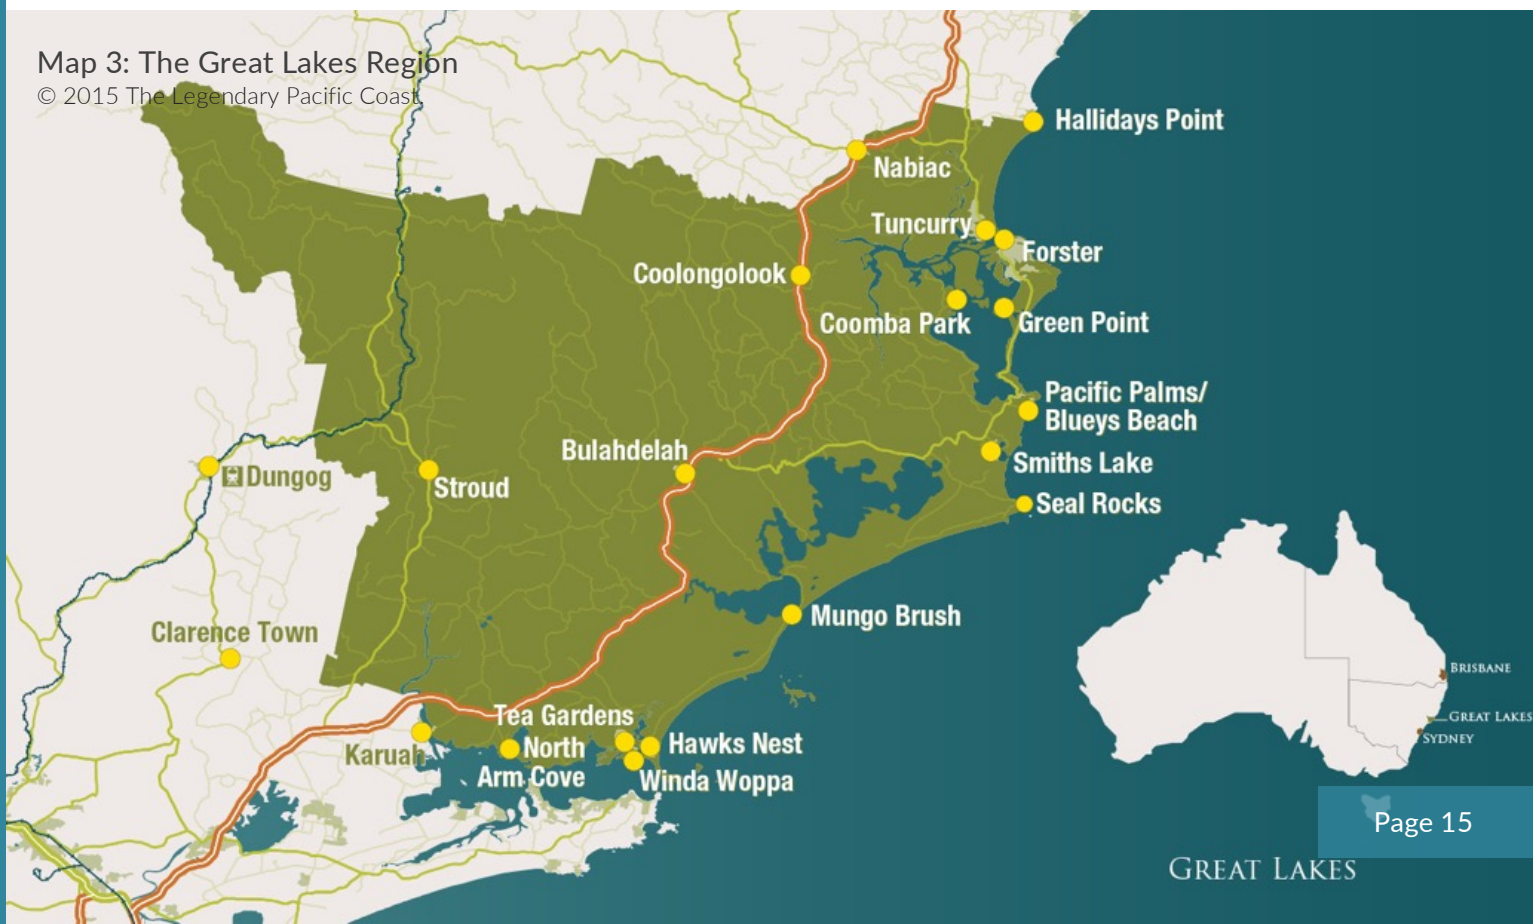 Map 3: The Great Lakes Region
© 2015 The Legendary Pacific Coast
Hallidays Point
Nabiac
Tuncurry
Forster
Coolongolook
Coomba Park
Green Point
Pacific Palms/
Blueys Beach
Bulahdelah
Smiths Lake
Dungog
Stroud
Seal Rocks
Mungo Brush
Clarence Town
Tea Gardens
Karuah
North
Arm Cove
Hawks Nest
Winda Woppa
BRISBANE
GREAT LAKES
SYDNEY
Page 15
GREAT LAKES